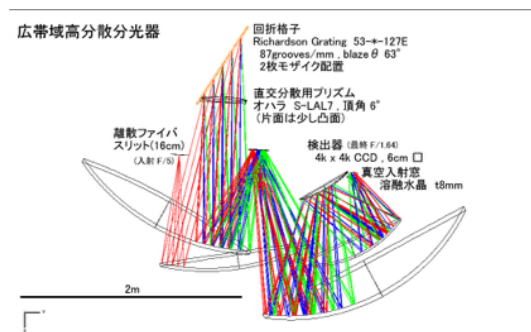 広帯域高分散分光器
回折格子
Richardson Grating 53-*-127E
87grooves/mm , blaze θ 63°
2枚モザイク配置
直交分散用プリズム
オハラ S-LAL7 , 頂角 6°
(片面は少し凸面)
離散ファイバ
スリット(16cm)
(入射 F/5)
検出器 (最終 F/1.64)
4k x 4k CCD , 6cm □
真空入射窓
溶融水晶 t8mm
2m